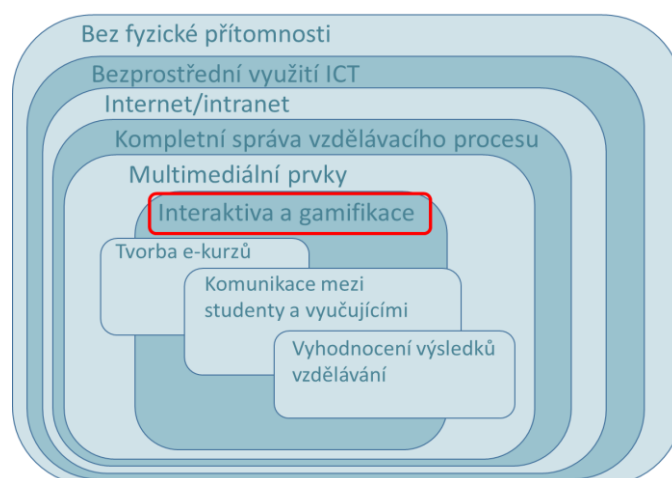 Bez fyzické přítomnosti
Bezprostřední využití ICT
Internet/intranet
Kompletní správa vzdělávacího procesu
Multimediální prvky
Interaktiva a gamifikace
Tvorba e-kurzů
Komunikace mezi
studenty a vyučujícími
Vyhodnocení výsledků
vzdělávání